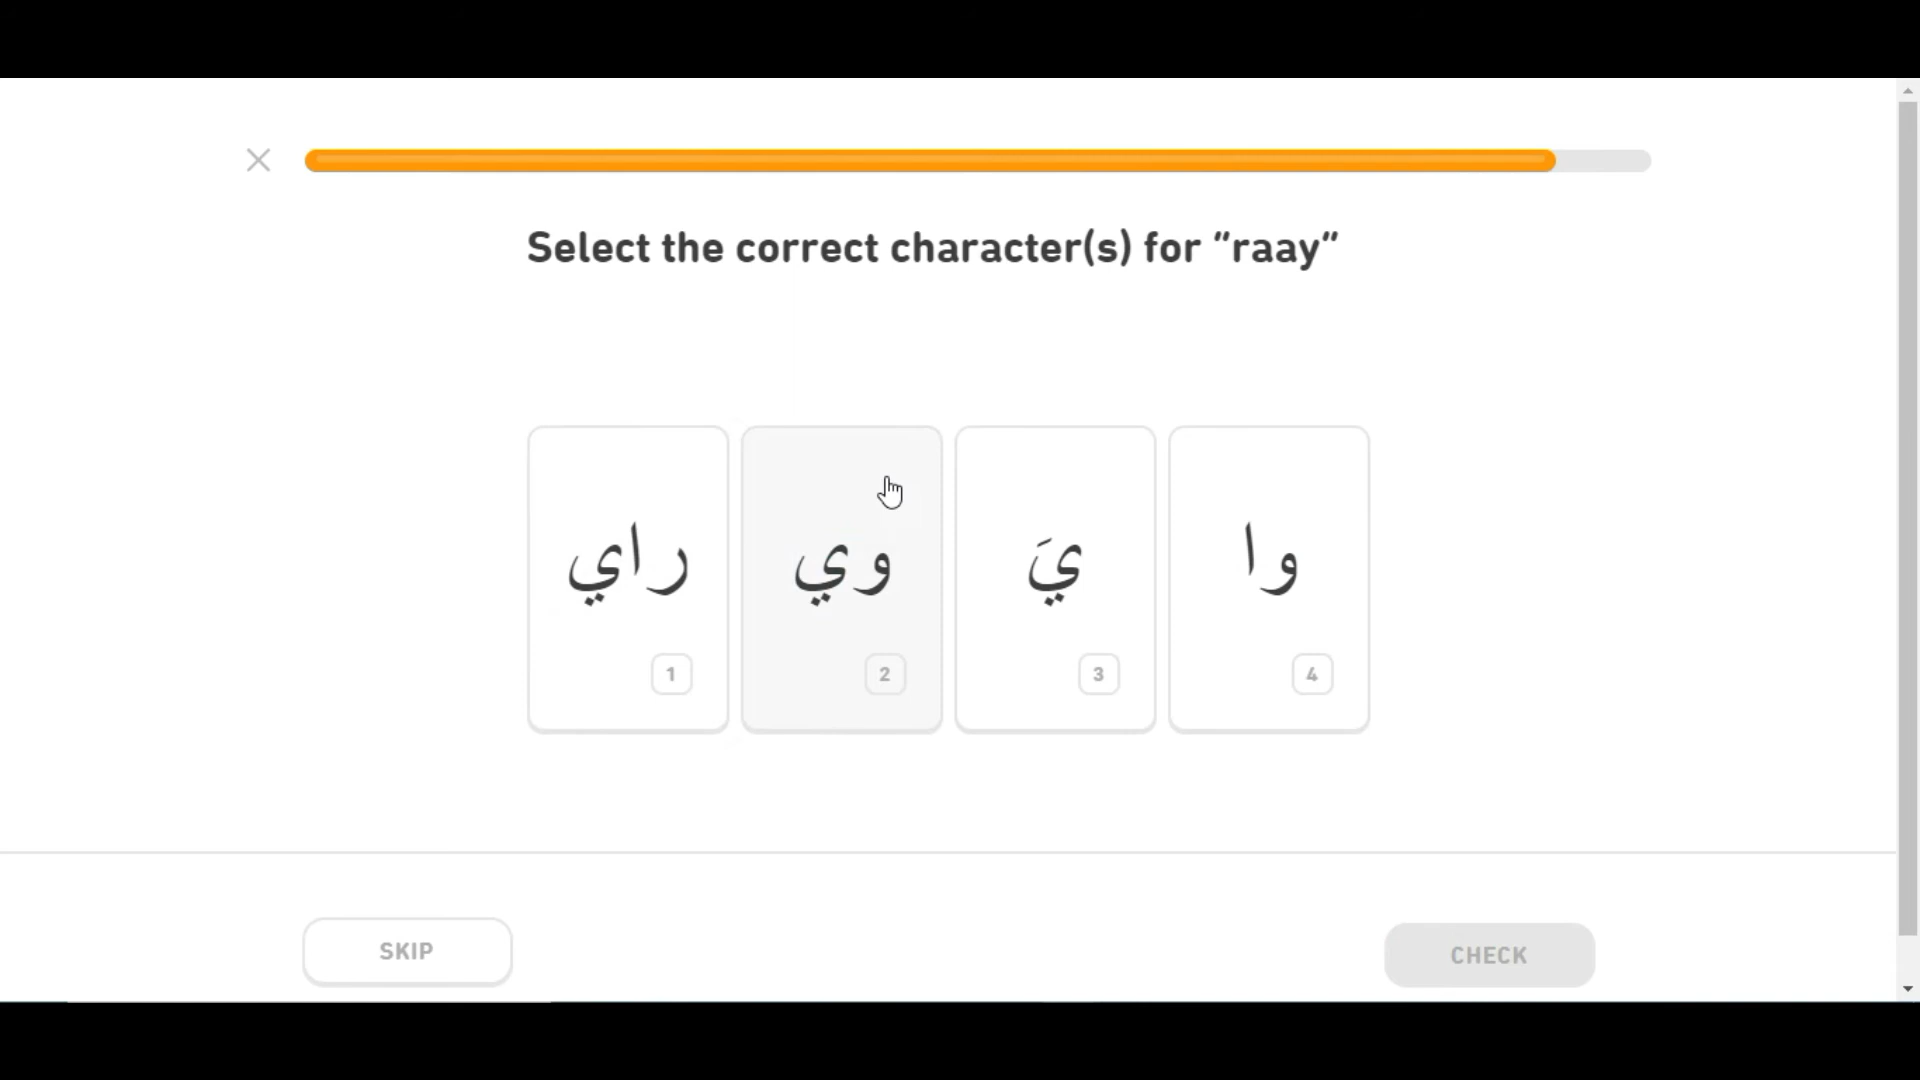 Select the correct character(s) for "raay"
راي
1
وي
2
يَ
3
وا
4
SKIP
CHECK